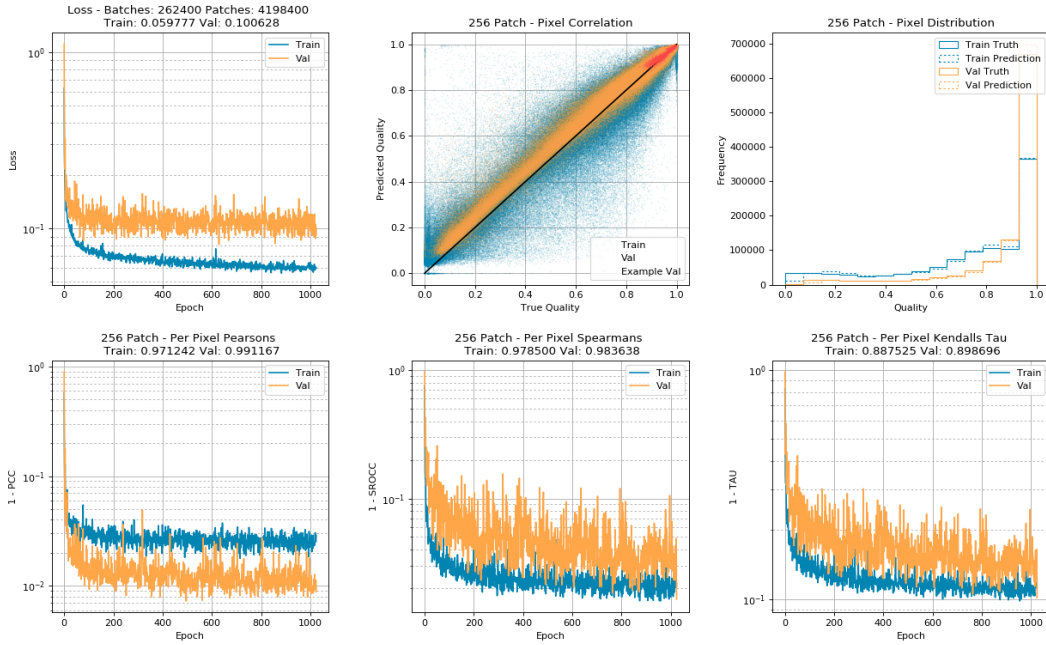 Loss - Batches: 262400 Patches: 4198400
Train: 0.059777 Val: 0.100628
10⁰
10⁻¹
Loss
0 200 400 600 800 1000
Epoch
Train
Val
256 Patch - Pixel Correlation
1.0
0.8
0.6
0.4
0.2
0.0
Predicted Quality
0.0 0.2 0.4 0.6 0.8 1.0
True Quality
Train
Val
Example Val
256 Patch - Pixel Distribution
700000
600000
500000
400000
300000
200000
100000
0
Frequency
0.0 0.2 0.4 0.6 0.8 1.0
Quality
Train Truth
Train Prediction
Val Truth
Val Prediction
256 Patch - Per Pixel Pearsons
Train: 0.971242 Val: 0.991167
10⁰
10⁻¹
10⁻²
1 - PCC
0 200 400 600 800 1000
Epoch
Train
Val
256 Patch - Per Pixel Spearmans
Train: 0.978500 Val: 0.983638
10⁰
10⁻¹
1 - SROCC
0 200 400 600 800 1000
Epoch
Train
Val
256 Patch - Per Pixel Kendalls Tau
Train: 0.887525 Val: 0.898696
10⁰
10⁻¹
1 - TAU
0 200 400 600 800 1000
Epoch
Train
Val